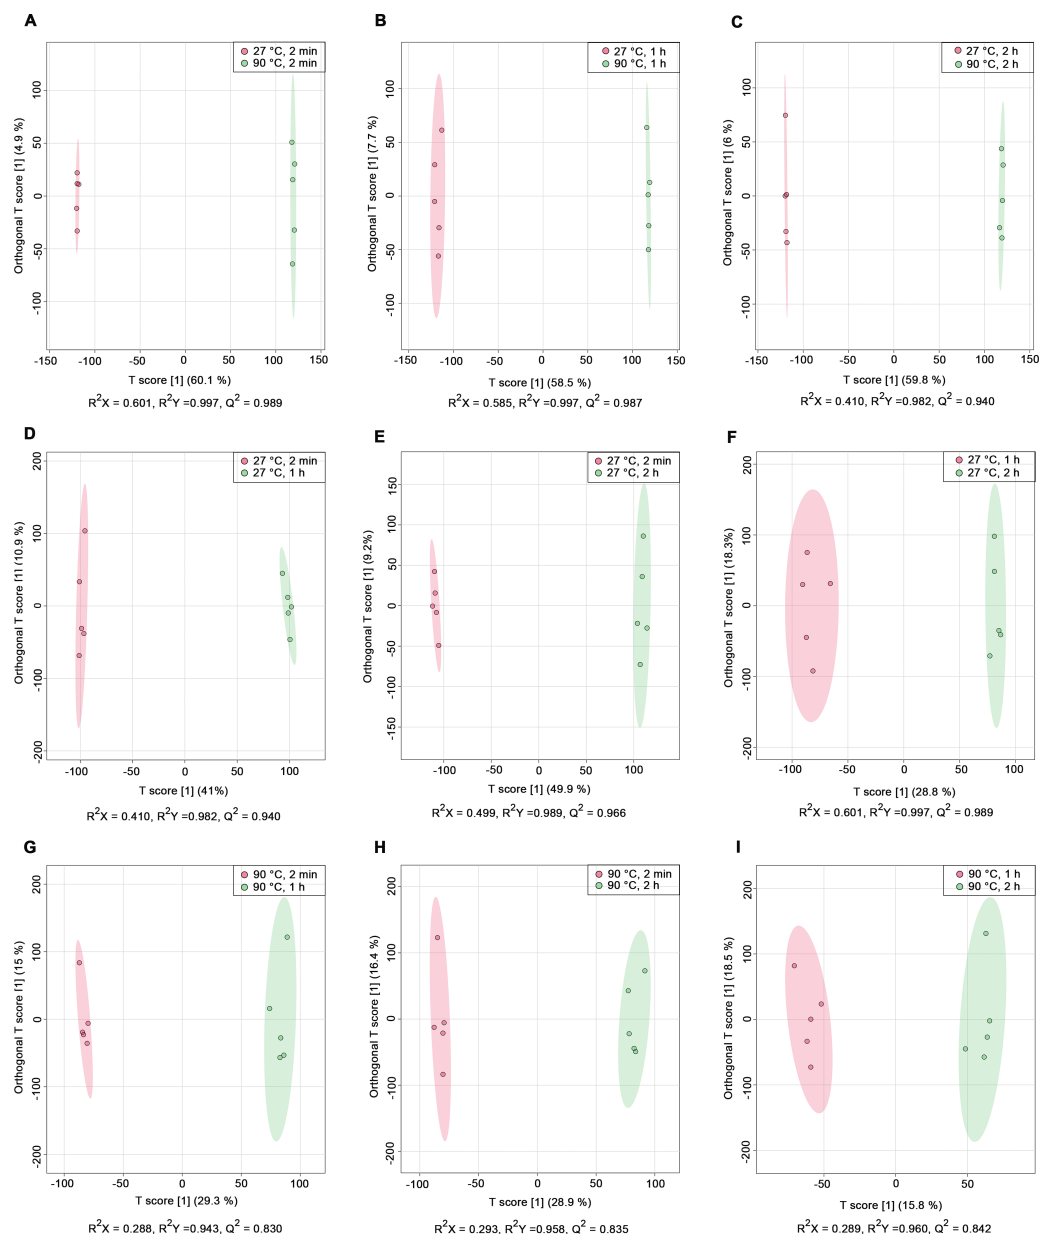 A
27 °C, 2 min
90 °C, 2 min
Orthogonal T score [1] (4.9 %)
100
50
0
-50
-100
-150 -100 -50 0 50 100 150
T score [1] (60.1 %)
R²X = 0.601, R²Y =0.997, Q² = 0.989
B
27 °C, 1 h
90 °C, 1 h
Orthogonal T score [1] (7.7 %)
100
50
0
-50
-100
-150 -100 -50 0 50 100 150
T score [1] (58.5 %)
R²X = 0.585, R²Y =0.997, Q² = 0.987
C
27 °C, 2 h
90 °C, 2 h
Orthogonal T score [1] (6 %)
100
50
0
-50
-100
-150 -100 -50 0 50 100 150
T score [1] (59.8 %)
R²X = 0.410, R²Y =0.982, Q² = 0.940
D
27 °C, 2 min
27 °C, 1 h
Orthogonal T score [1] (10.9 %)
200
100
0
-100
-200
-100 -50 0 50 100
T score [1] (41%)
R²X = 0.410, R²Y =0.982, Q² = 0.940
E
27 °C, 2 min
27 °C, 2 h
Orthogonal T score [1] (9.2%)
150
100
50
0
-50
-100
-150
-100 -50 0 50 100
T score [1] (49.9 %)
R²X = 0.499, R²Y =0.989, Q² = 0.966
F
27 °C, 1 h
27 °C, 2 h
Orthogonal T score [1] (18.3%)
200
100
0
-100
-200
-100 -50 0 50 100
T score [1] (28.8 %)
R²X = 0.601, R²Y =0.997, Q² = 0.989
G
90 °C, 2 min
90 °C, 1 h
Orthogonal T score [1] (15 %)
200
100
0
-100
-200
-100 -50 0 50 100
T score [1] (29.3 %)
R²X = 0.288, R²Y =0.943, Q² = 0.830
H
90 °C, 2 min
90 °C, 2 h
Orthogonal T score [1] (16.4 %)
200
100
0
-100
-200
-100 -50 0 50 100
T score [1] (28.9 %)
R²X = 0.293, R²Y =0.958, Q² = 0.835
I
90 °C, 1 h
90 °C, 2 h
Orthogonal T score [1] (18.5 %)
200
100
0
-100
-200
-50 0 50
T score [1] (15.8 %)
R²X = 0.289, R²Y =0.960, Q² = 0.842